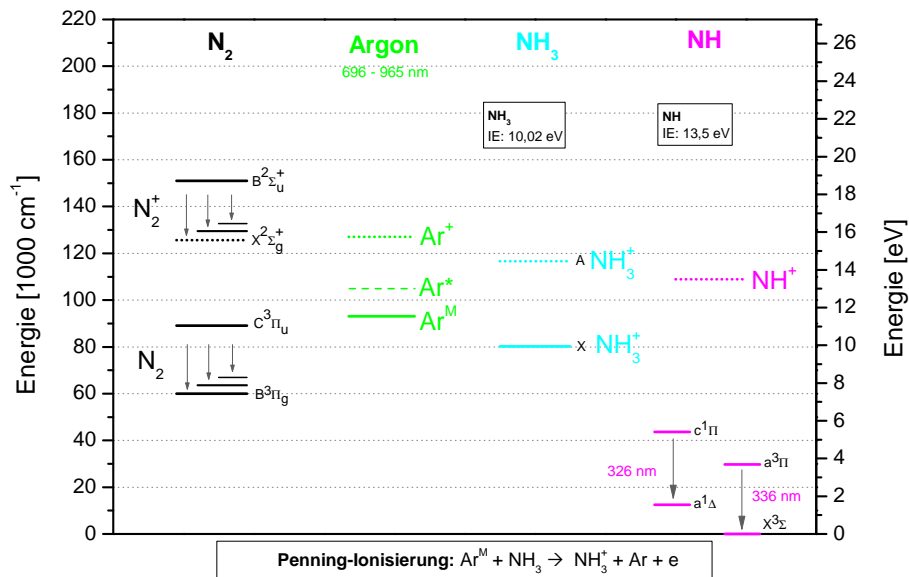 N₂ Argon NH₃ NH
696 - 965 nm
NH₃
IE: 10,02 eV
NH
IE: 13,5 eV
Energie [1000 cm⁻¹]
220
200
180
160
140
120
100
80
60
40
20
0
Energie [eV]
26
24
22
20
18
16
14
12
10
8
6
4
2
0
B²Σᵤ⁺
N₂⁺
X²Σg⁺
C³Πᵤ
N₂
B³Πg
Ar⁺
Ar*
Arᴹ
A NH₃⁺
X NH₃⁺
NH⁺
c¹Π
326 nm
a¹Δ
a³Π
336 nm
X³Σ
Penning-Ionisierung: Arᴹ + NH₃ → NH₃⁺ + Ar + e